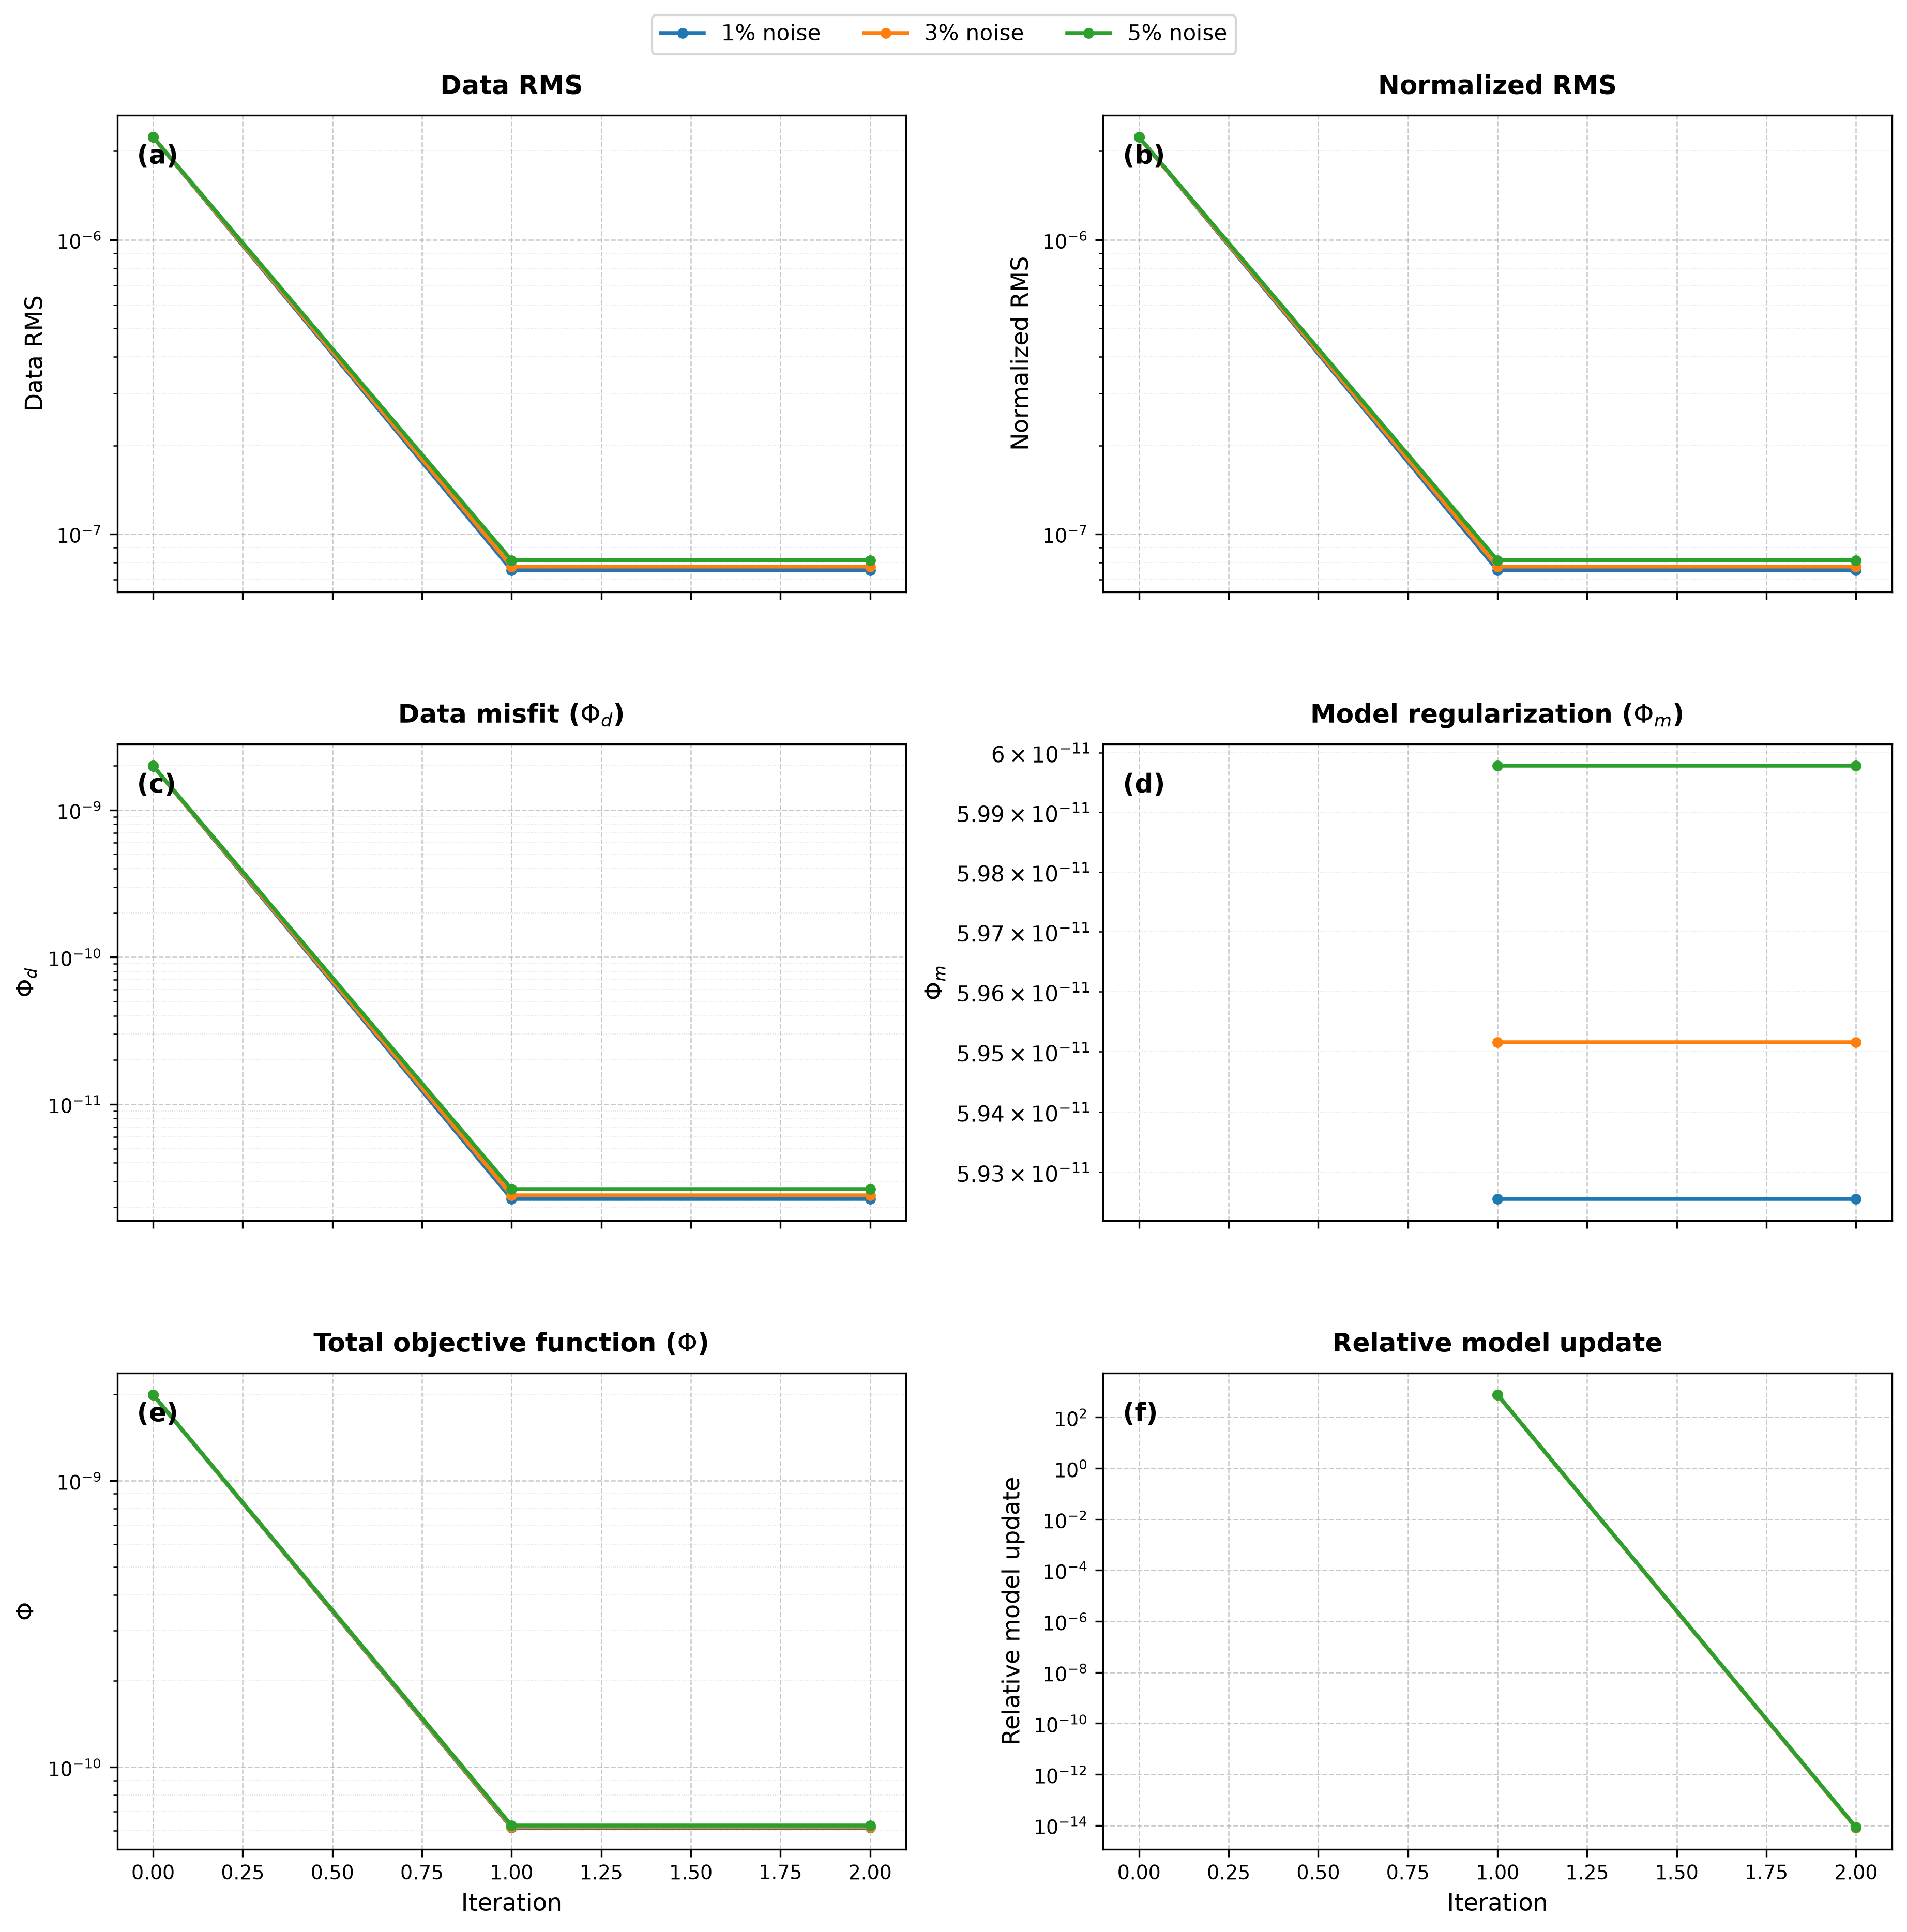 1% noise 3% noise 5% noise
Data RMS
(a)
10⁻⁶
10⁻⁷
Data RMS
Normalized RMS
(b)
10⁻⁶
10⁻⁷
Normalized RMS
Data misfit (Φ_d)
(c)
10⁻⁹
10⁻¹⁰
10⁻¹¹
Φ_d
Model regularization (Φ_m)
(d)
6 × 10⁻¹¹
5.99 × 10⁻¹¹
5.98 × 10⁻¹¹
5.97 × 10⁻¹¹
5.96 × 10⁻¹¹
5.95 × 10⁻¹¹
5.94 × 10⁻¹¹
5.93 × 10⁻¹¹
Φ_m
Total objective function (Φ)
(e)
10⁻⁹
10⁻¹⁰
Φ
0.00 0.25 0.50 0.75 1.00 1.25 1.50 1.75 2.00
Iteration
Relative model update
(f)
10²
10⁰
10⁻²
10⁻⁴
10⁻⁶
10⁻⁸
10⁻¹⁰
10⁻¹²
10⁻¹⁴
Relative model update
0.00 0.25 0.50 0.75 1.00 1.25 1.50 1.75 2.00
Iteration